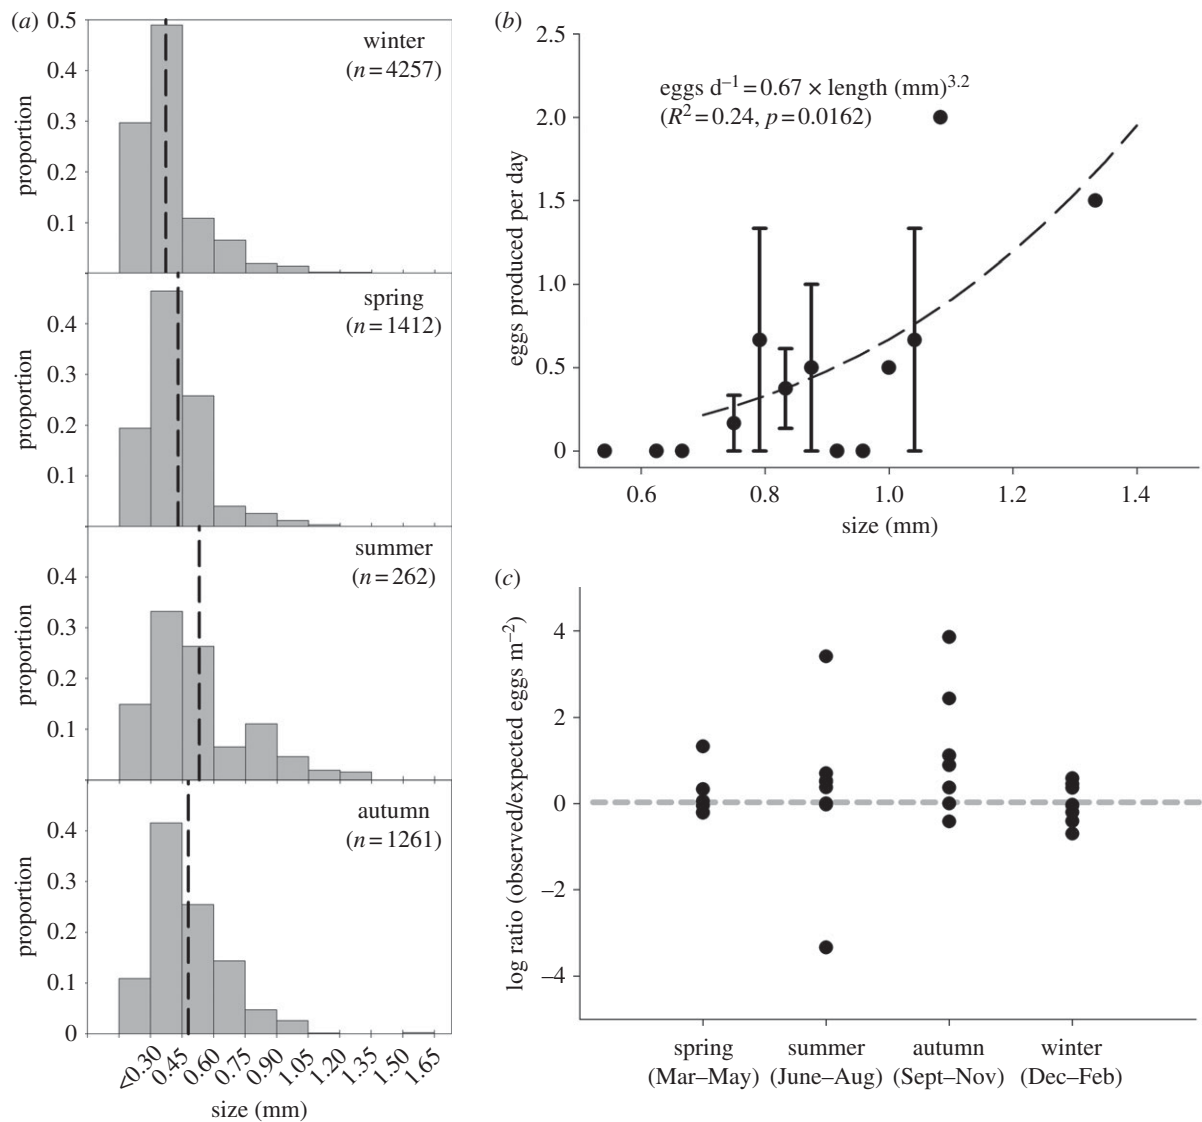 (a)
0.5
0.4
0.3
0.2
0.1
proportion
winter
(n = 4257)
0.4
0.3
0.2
0.1
proportion
spring
(n = 1412)
0.4
0.3
0.2
0.1
proportion
summer
(n = 262)
0.4
0.3
0.2
0.1
0
proportion
autumn
(n = 1261)
<0.30
0.45
0.60
0.75
0.90
1.05
1.20
1.35
1.50
1.65
size (mm)
(b)
2.5
2.0
1.5
1.0
0.5
0
eggs produced per day
eggs d⁻¹ = 0.67 × length (mm)³·²
(R² = 0.24, p = 0.0162)
0.6 0.8 1.0 1.2 1.4
size (mm)
(c)
4
2
0
–2
–4
log ratio (observed/expected eggs m⁻²)
spring summer autumn winter
(Mar–May) (June–Aug) (Sept–Nov) (Dec–Feb)